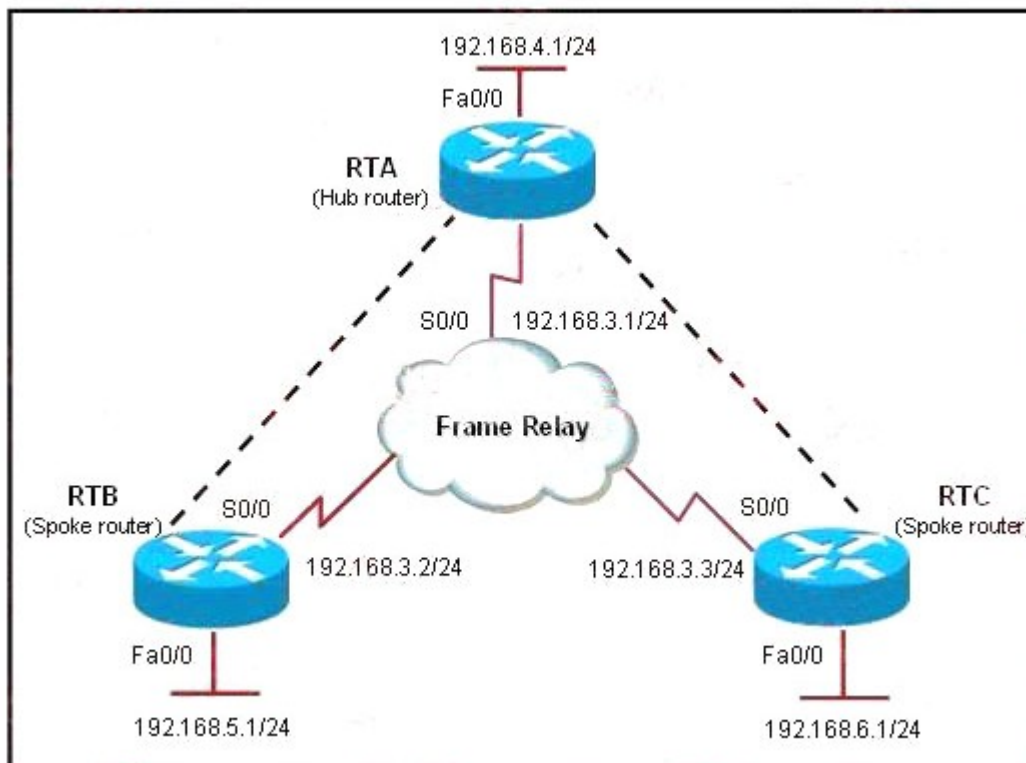 192.168.4.1/24
Fa0/0
RTA
(Hub router)
S0/0
192.168.3.1/24
Frame Relay
RTB
(Spoke router)
S0/0
192.168.3.2/24
Fa0/0
192.168.5.1/24
RTC
(Spoke router)
S0/0
192.168.3.3/24
Fa0/0
192.168.6.1/24